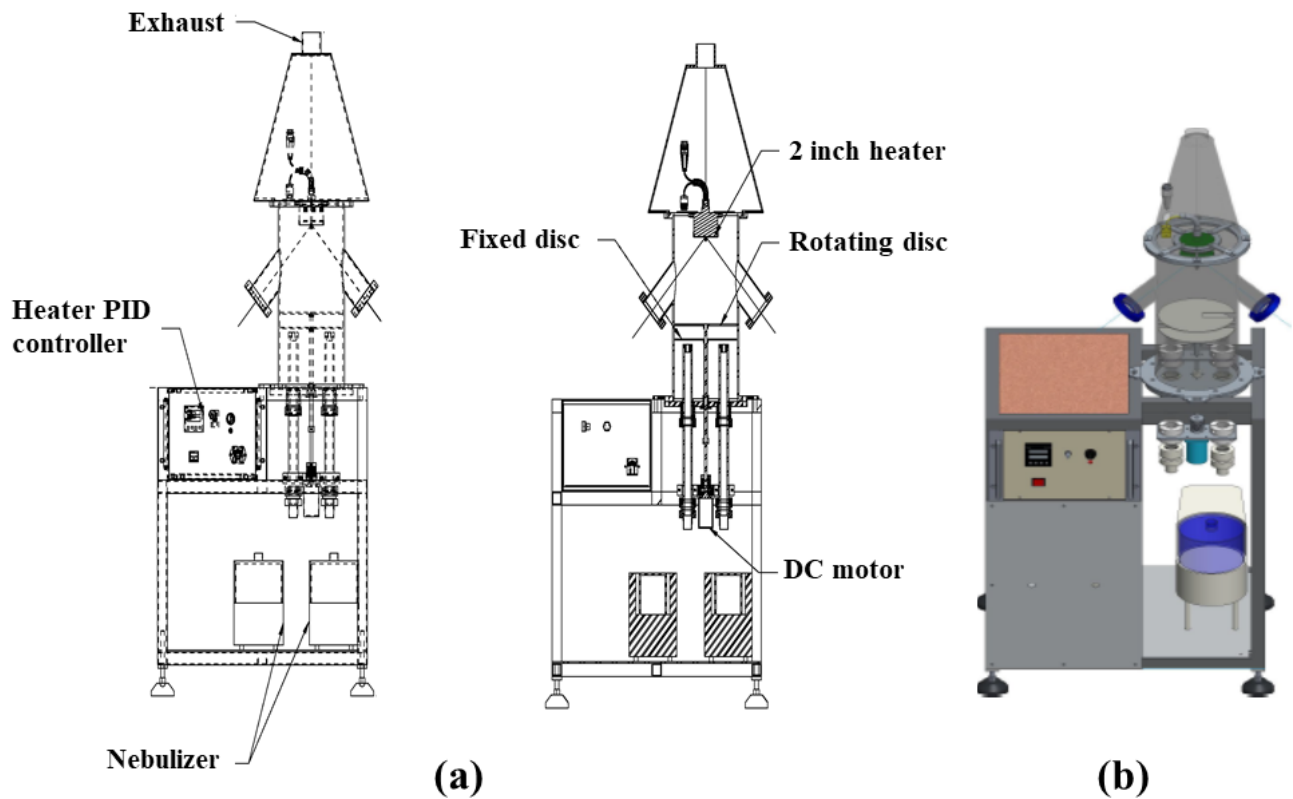 Exhaust
2 inch heater
Fixed disc
Rotating disc
Heater PID
controller
DC motor
Nebulizer
(a)
(b)